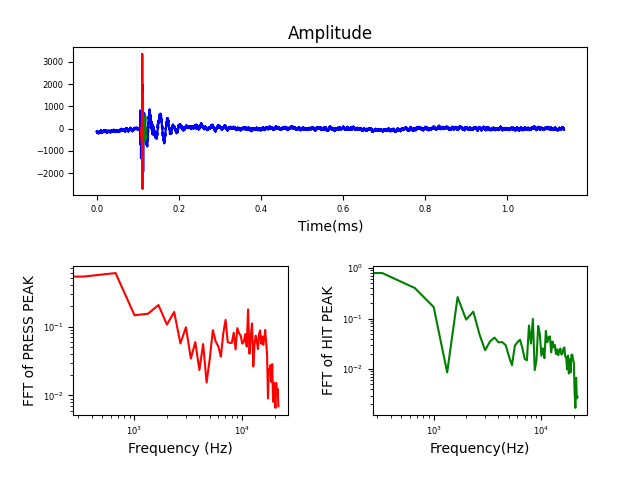 Amplitude
3000
2000
1000
0
−1000
−2000
0.0 0.2 0.4 0.6 0.8 1.0
Time(ms)
FFT of PRESS PEAK
10⁻¹
10⁻²
10³ 10⁴
Frequency (Hz)
FFT of HIT PEAK
10⁰
10⁻¹
10⁻²
10³ 10⁴
Frequency(Hz)